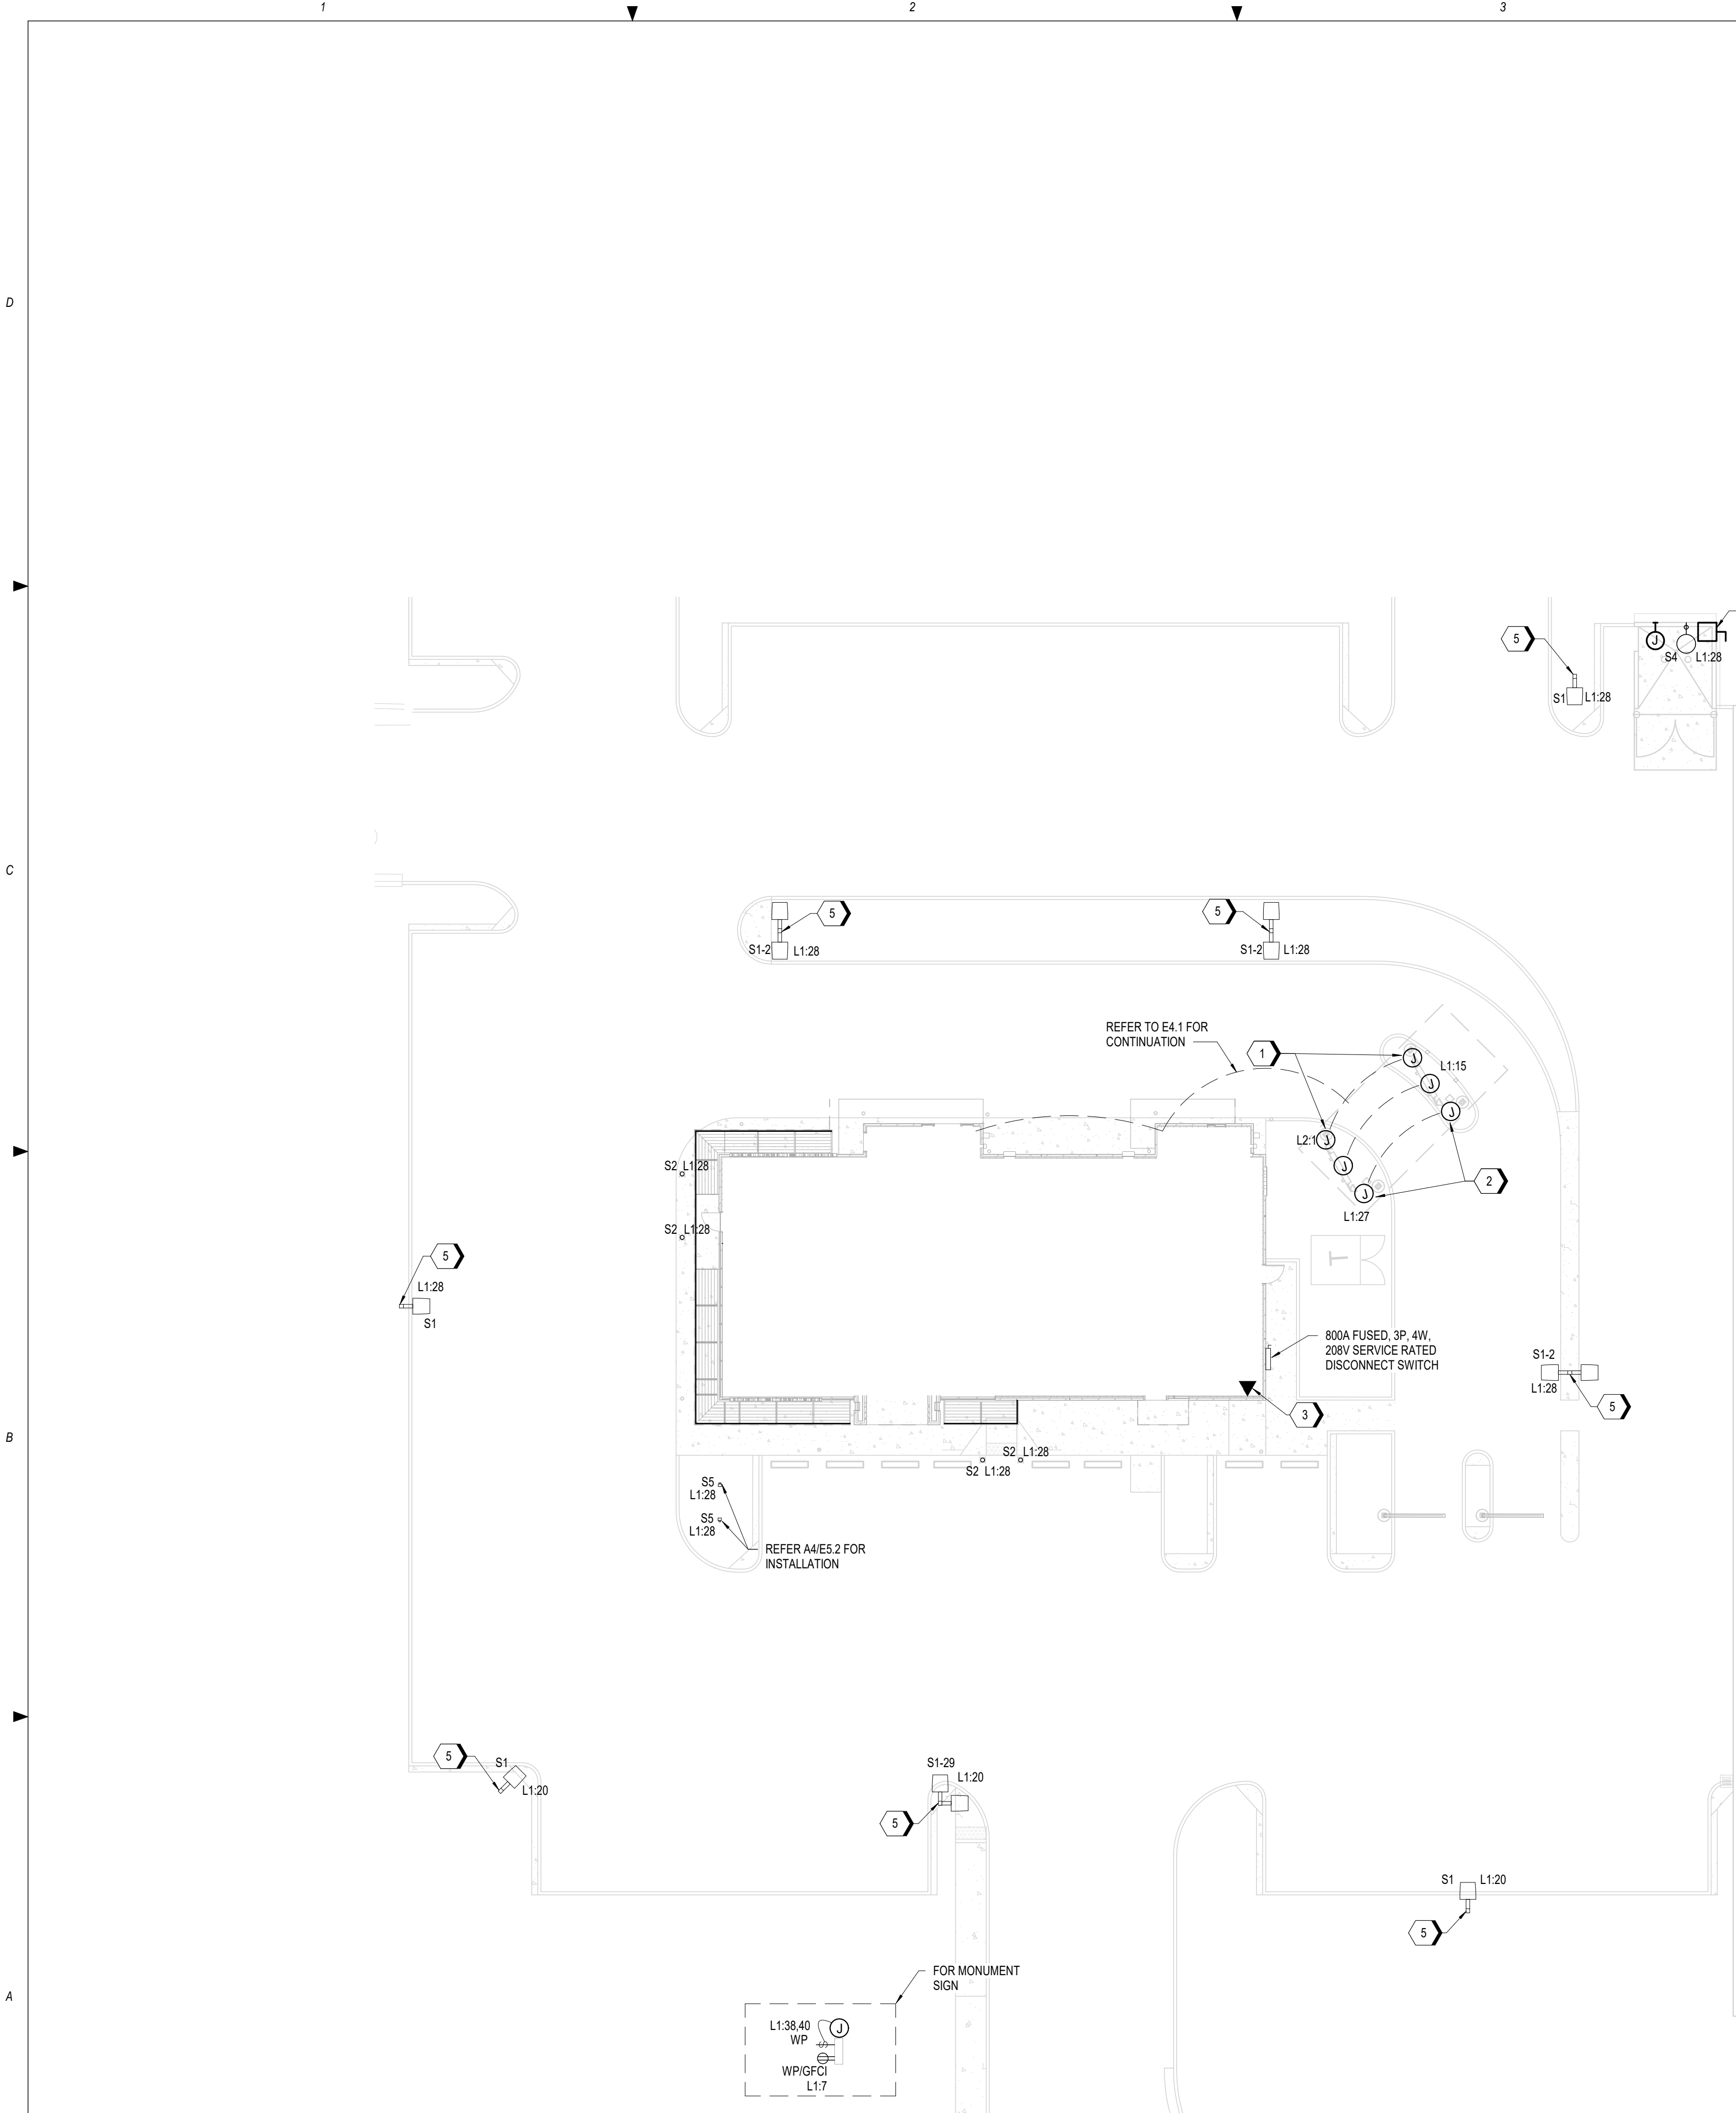 1
2
3
D
5
J
S4
L1:28
S1
L1:28
C
5
5
S1-2
L1:28
S1-2
L1:28
REFER TO E4.1 FOR
CONTINUATION
1
J
L1:15
J
J
L2:1
J
J
J
L1:27
2
S2 L1:28
S2 L1:28
T
5
L1:28
S1
800A FUSED, 3P, 4W,
208V SERVICE RATED
DISCONNECT SWITCH
S1-2
L1:28
5
3
B
S2 L1:28
S2 L1:28
S5
L1:28
S5
L1:28
REFER A4/E5.2 FOR
INSTALLATION
5
S1
L1:20
S1-29
L1:20
5
S1
L1:20
5
FOR MONUMENT
SIGN
A
L1:38,40
J
WP
S
WP/GFCI
L1:7